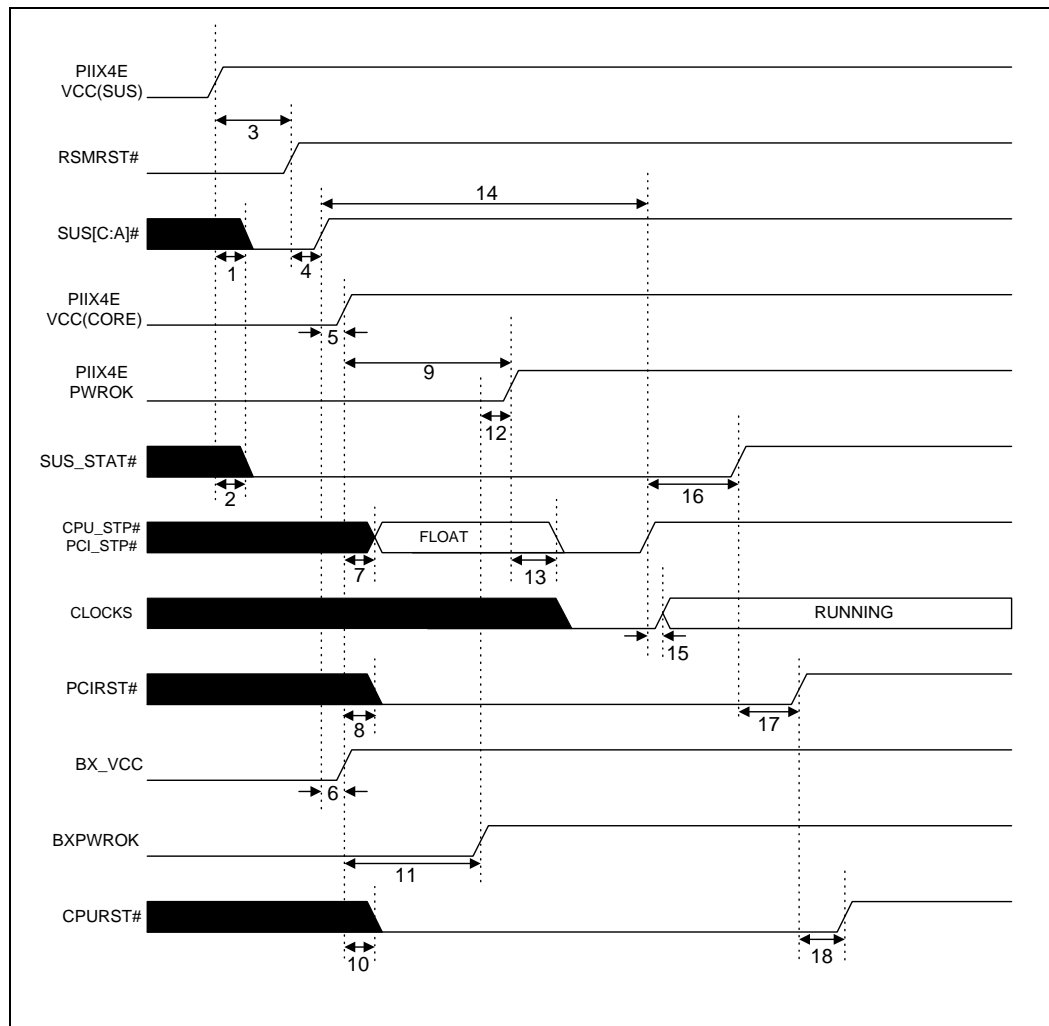 PIIX4E
VCC(SUS)
3
RSMRST#
14
SUS[C:A]#
1
4
PIIX4E
VCC(CORE)
5
9
PIIX4E
PWROK
12
SUS_STAT#
2
16
CPU_STP#
PCI_STP#
FLOAT
7
13
CLOCKS
RUNNING
15
PCIRST#
8
17
BX_VCC
6
BXPWROK
11
CPURST#
10
18